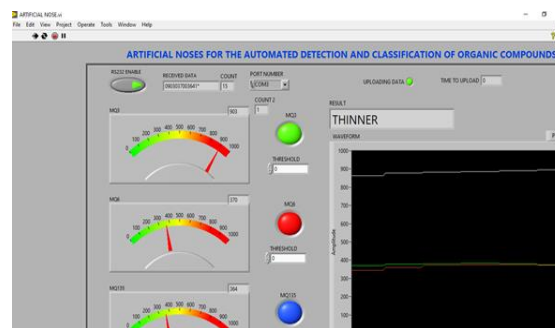 ARTIFICIAL NOSE.vi
File Edit View Project Operate Tools Window Help
ARTIFICIAL NOSES FOR THE AUTOMATED DETECTION AND CLASSIFICATION OF ORGANIC COMPOUNDS
RS232 ENABLE
RECEIVED DATA
COUNT
13
PORT NUMBER
COM3
UPLOADING DATA
TIME TO UPLOAD
0
COUNT 2
1
RESULT
THINNER
MQ3
903
0 100 200 300 400 500 600 700 800 900 1000
MQ3
THRESHOLD
0
MQ6
370
0 100 200 300 400 500 600 700 800 900 1000
MQ6
THRESHOLD
0
MQ135
364
0 100 200 300 400 500 600 700 800 900 1000
MQ135
WAVEFORM
Amplitude
1000
900
800
700
600
500
400
300
200
100